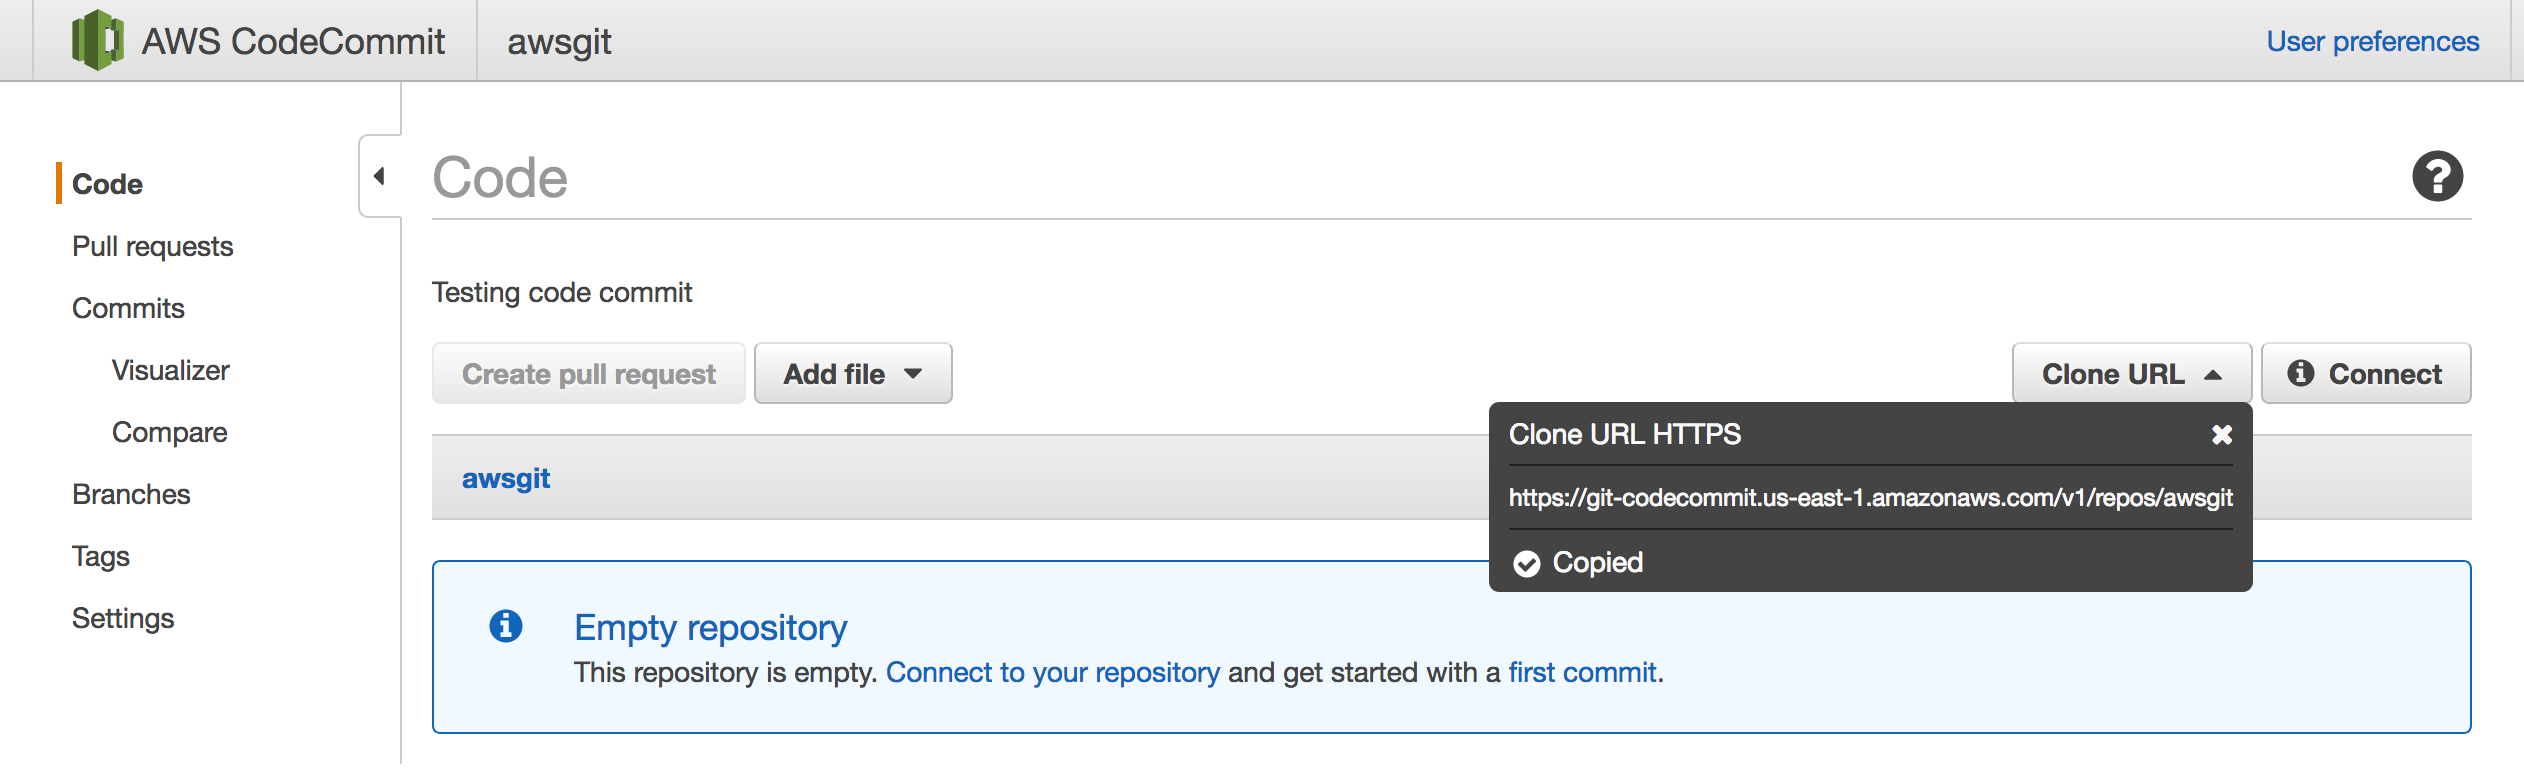 AWS CodeCommit
awsgit
User preferences
Code
Pull requests
Commits
Visualizer
Compare
Branches
Tags
Settings
Code
Testing code commit
Create pull request
Add file
Clone URL
Connect
Clone URL HTTPS
https://git-codecommit.us-east-1.amazonaws.com/v1/repos/awsgit
Copied
awsgit
Empty repository
This repository is empty. Connect to your repository and get started with a first commit.